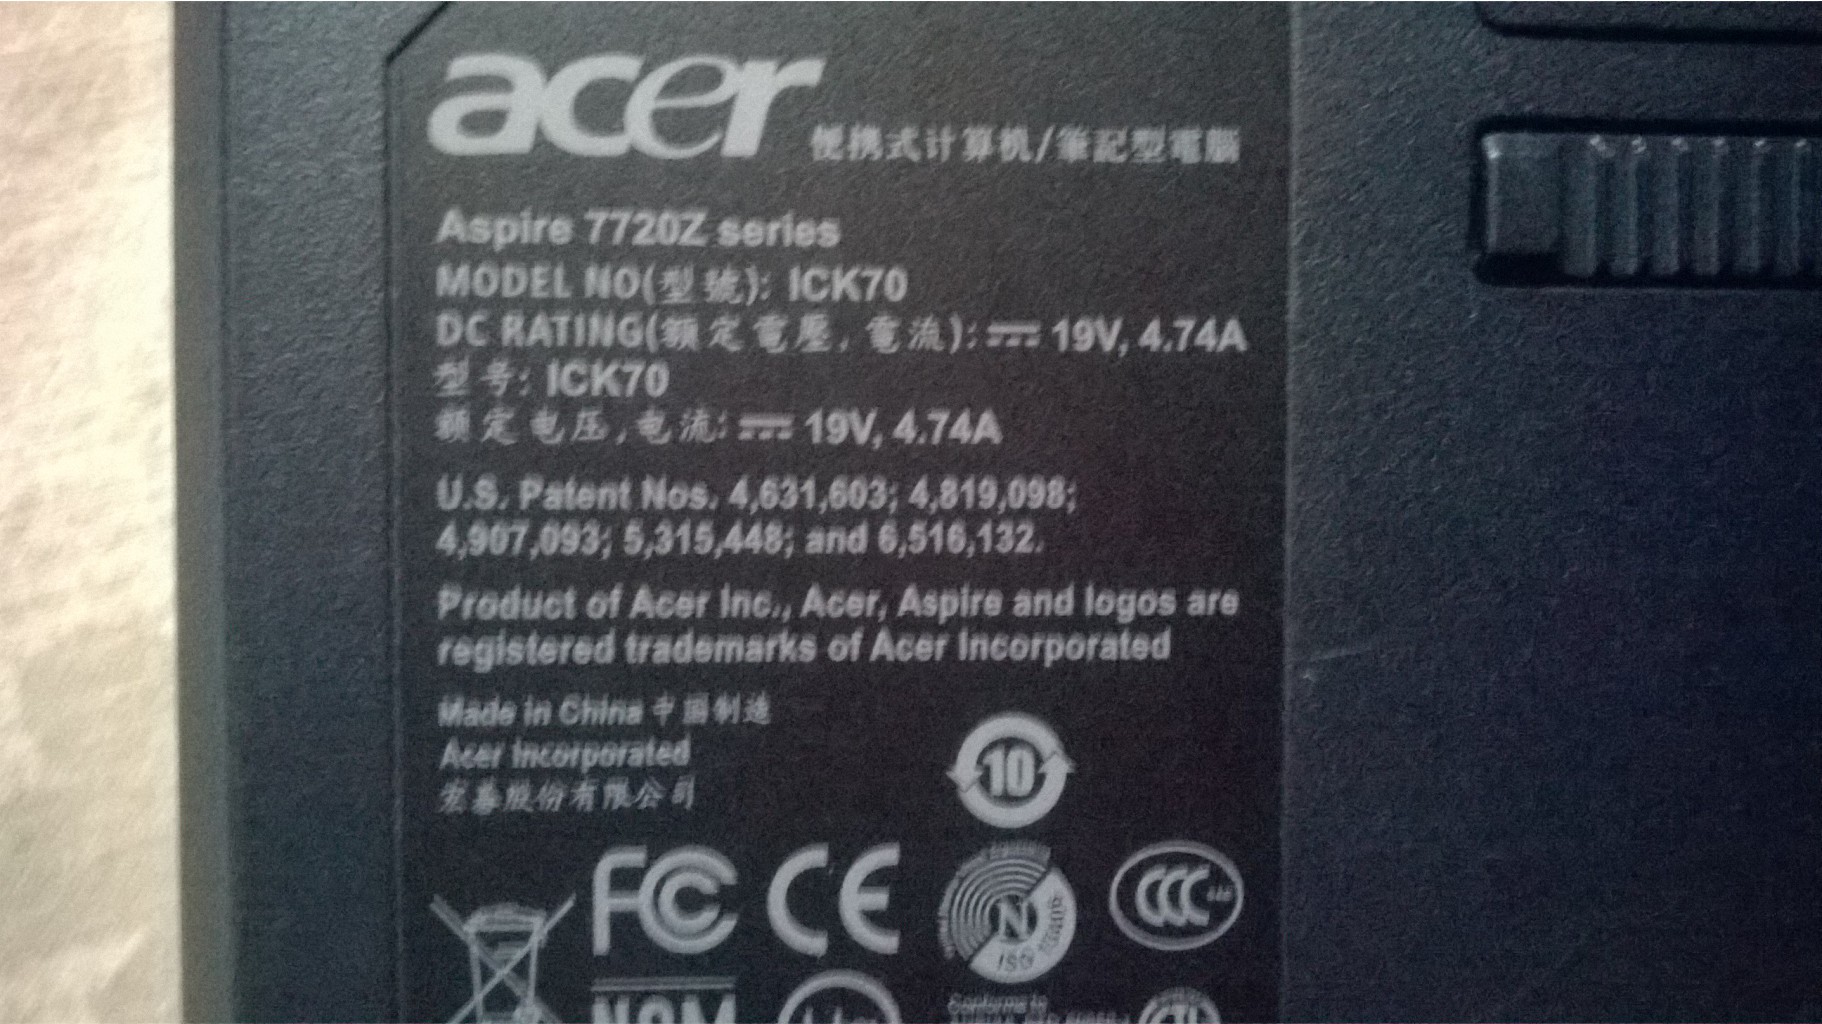 acer 便携式计算机/筆記型電腦
Aspire 7720Z series
MODEL NO(型號): ICK70
DC RATING(額定電壓, 電流): 19V, 4.74A
型号: ICK70
额定电压,电流: 19V, 4.74A
U.S. Patent Nos. 4,631,603; 4,819,098;
4,907,093; 5,315,448; and 6,516,132.
Product of Acer Inc., Acer, Aspire and logos are
registered trademarks of Acer Incorporated
Made in China 中国制造
Acer Incorporated
宏碁股份有限公司
10
FC CE N CCC
ISO
NOM
Conforms to